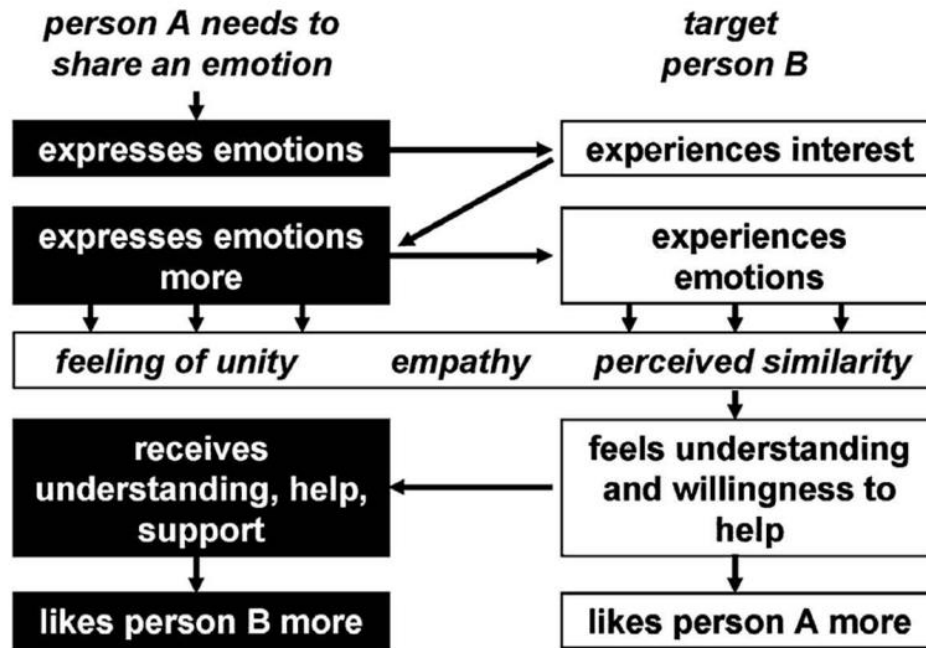 person A needs to
share an emotion
target
person B
expresses emotions
experiences interest
expresses emotions
more
experiences
emotions
feeling of unity empathy perceived similarity
receives
understanding, help,
support
feels understanding
and willingness to
help
likes person B more
likes person A more